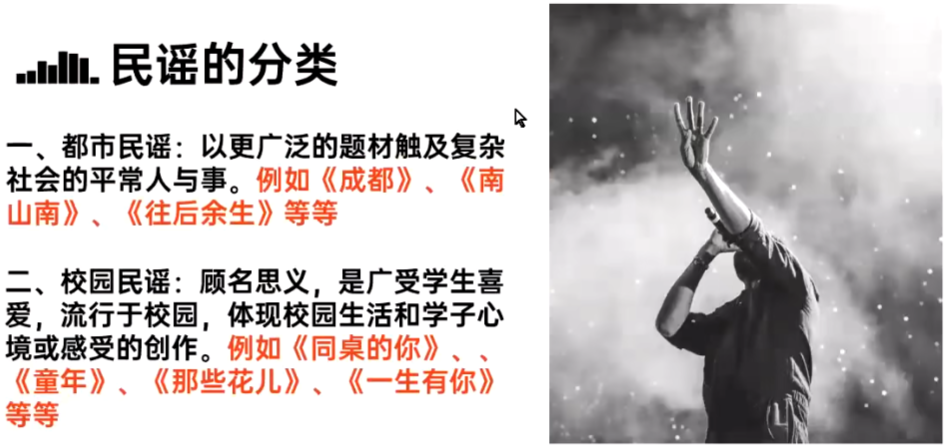 民谣的分类
一、都市民谣：以更广泛的题材触及复杂
社会的平常人与事。例如《成都》、《南
山南》、《往后余生》等等
二、校园民谣：顾名思义，是广受学生喜
爱，流行于校园，体现校园生活和学子心
境或感受的创作。例如《同桌的你》、、
《童年》、《那些花儿》、《一生有你》
等等